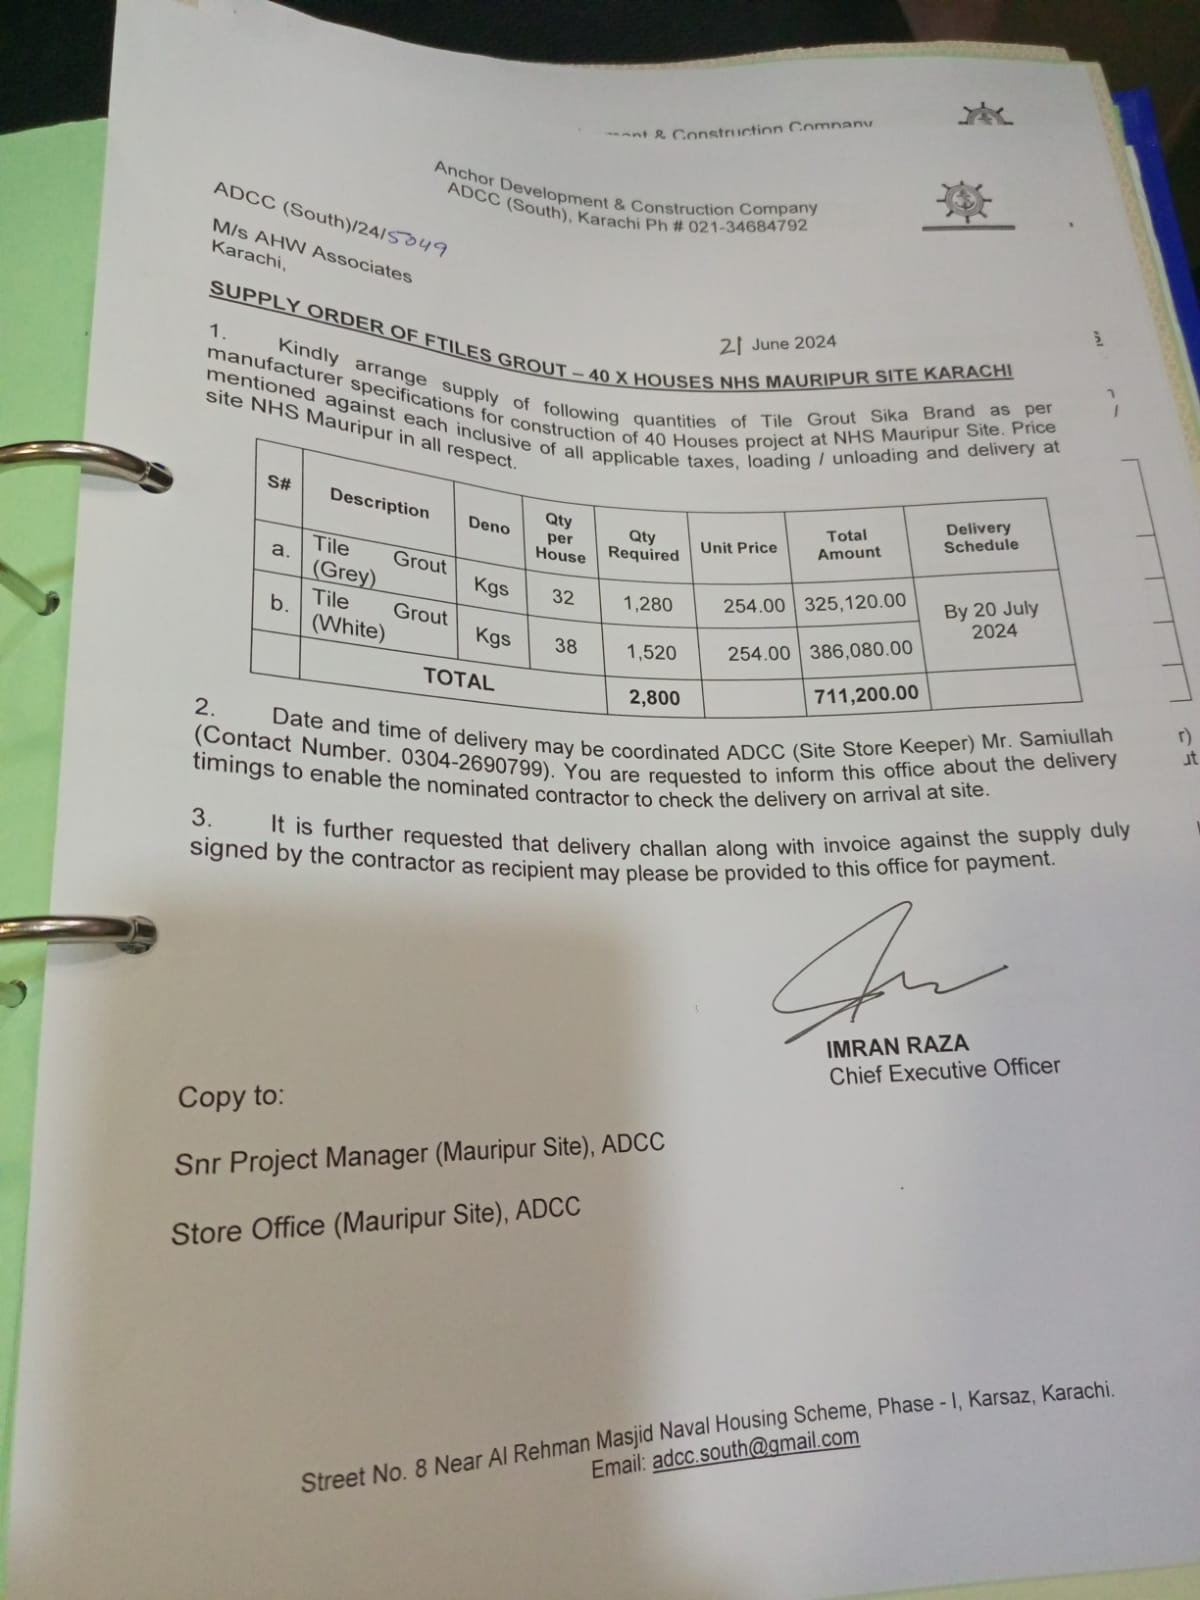 & Construction Company
Anchor Development & Construction Company
ADCC (South), Karachi Ph # 021-34684792
ADCC (South)/24/5049
M/s AHW Associates
Karachi,
21 June 2024
SUPPLY ORDER OF FTILES GROUT – 40 X HOUSES NHS MAURIPUR SITE KARACHI
1. Kindly arrange supply of following quantities of Tile Grout Sika Brand as per
manufacturer specifications for construction of 40 Houses project at NHS Mauripur Site. Price
mentioned against each inclusive of all applicable taxes, loading / unloading and delivery at
site NHS Mauripur in all respect.
S# Description Deno Qty per House Qty Required Unit Price Total Amount Delivery Schedule
a. Tile Grout (Grey) Kgs 32 1,280 254.00 325,120.00 By 20 July 2024
b. Tile Grout (White) Kgs 38 1,520 254.00 386,080.00
TOTAL 2,800 711,200.00
2. Date and time of delivery may be coordinated ADCC (Site Store Keeper) Mr. Samiullah
(Contact Number. 0304-2690799). You are requested to inform this office about the delivery
timings to enable the nominated contractor to check the delivery on arrival at site.
3. It is further requested that delivery challan along with invoice against the supply duly
signed by the contractor as recipient may please be provided to this office for payment.
IMRAN RAZA
Chief Executive Officer
Copy to:
Snr Project Manager (Mauripur Site), ADCC
Store Office (Mauripur Site), ADCC
Street No. 8 Near Al Rehman Masjid Naval Housing Scheme, Phase - I, Karsaz, Karachi.
Email: adcc.south@gmail.com